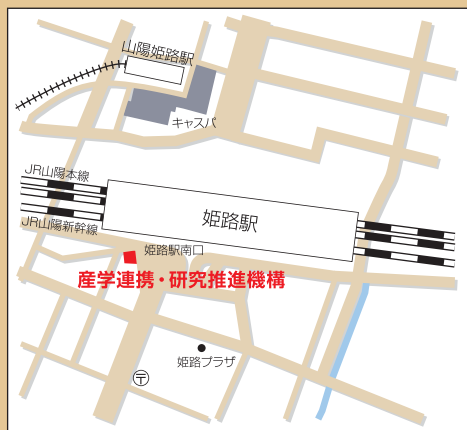 山陽姫路駅
キャスパ
JR山陽本線
姫路駅
JR山陽新幹線
姫路駅南口
産学連携・研究推進機構
姫路プラザ
〒